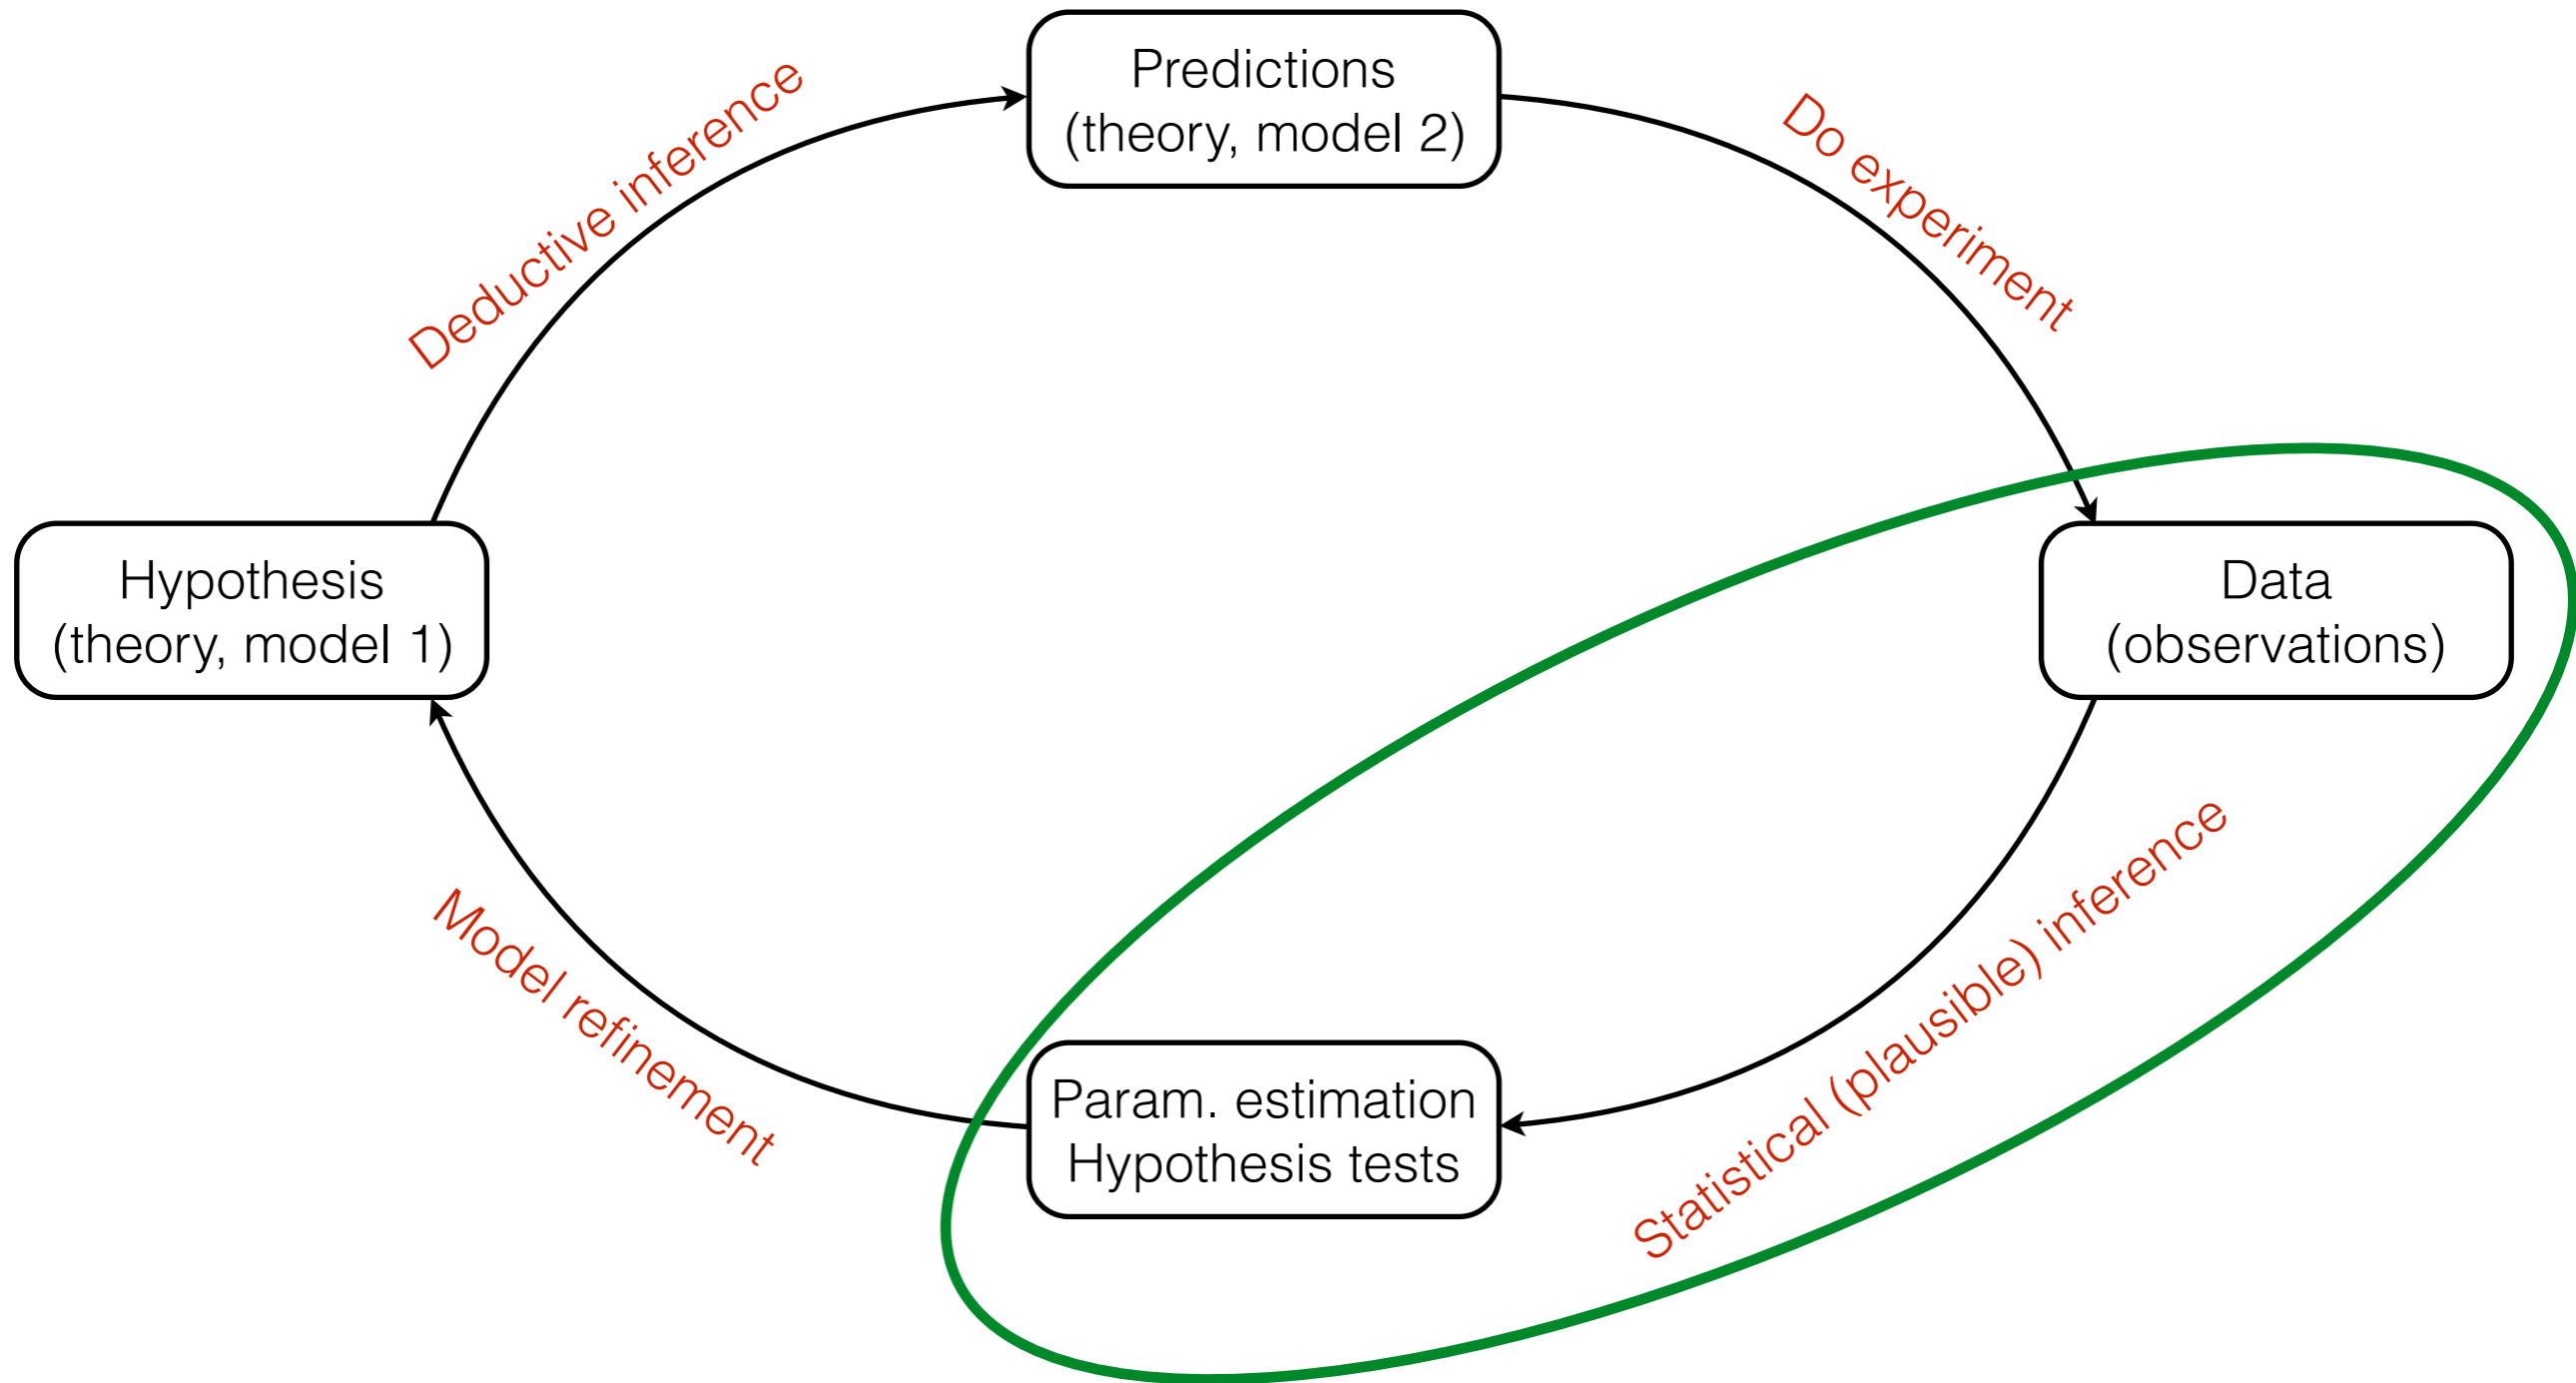 Predictions
(theory, model 2)
Deductive inference
Do experiment
Hypothesis
(theory, model 1)
Data
(observations)
Model refinement
Statistical (plausible) inference
Param. estimation
Hypothesis tests